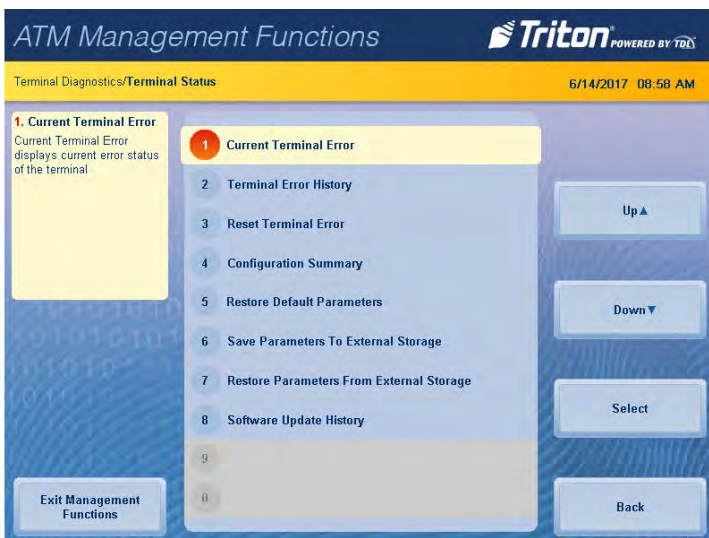 ATM Management Functions
Triton POWERED BY TDL
Terminal Diagnostics/Terminal Status
6/14/2017 08:58 AM
1. Current Terminal Error
Current Terminal Error
displays current error status
of the terminal
1 Current Terminal Error
2 Terminal Error History
3 Reset Terminal Error
4 Configuration Summary
5 Restore Default Parameters
6 Save Parameters To External Storage
7 Restore Parameters From External Storage
8 Software Update History
9
0
Up▲
Down▼
Select
Back
Exit Management
Functions